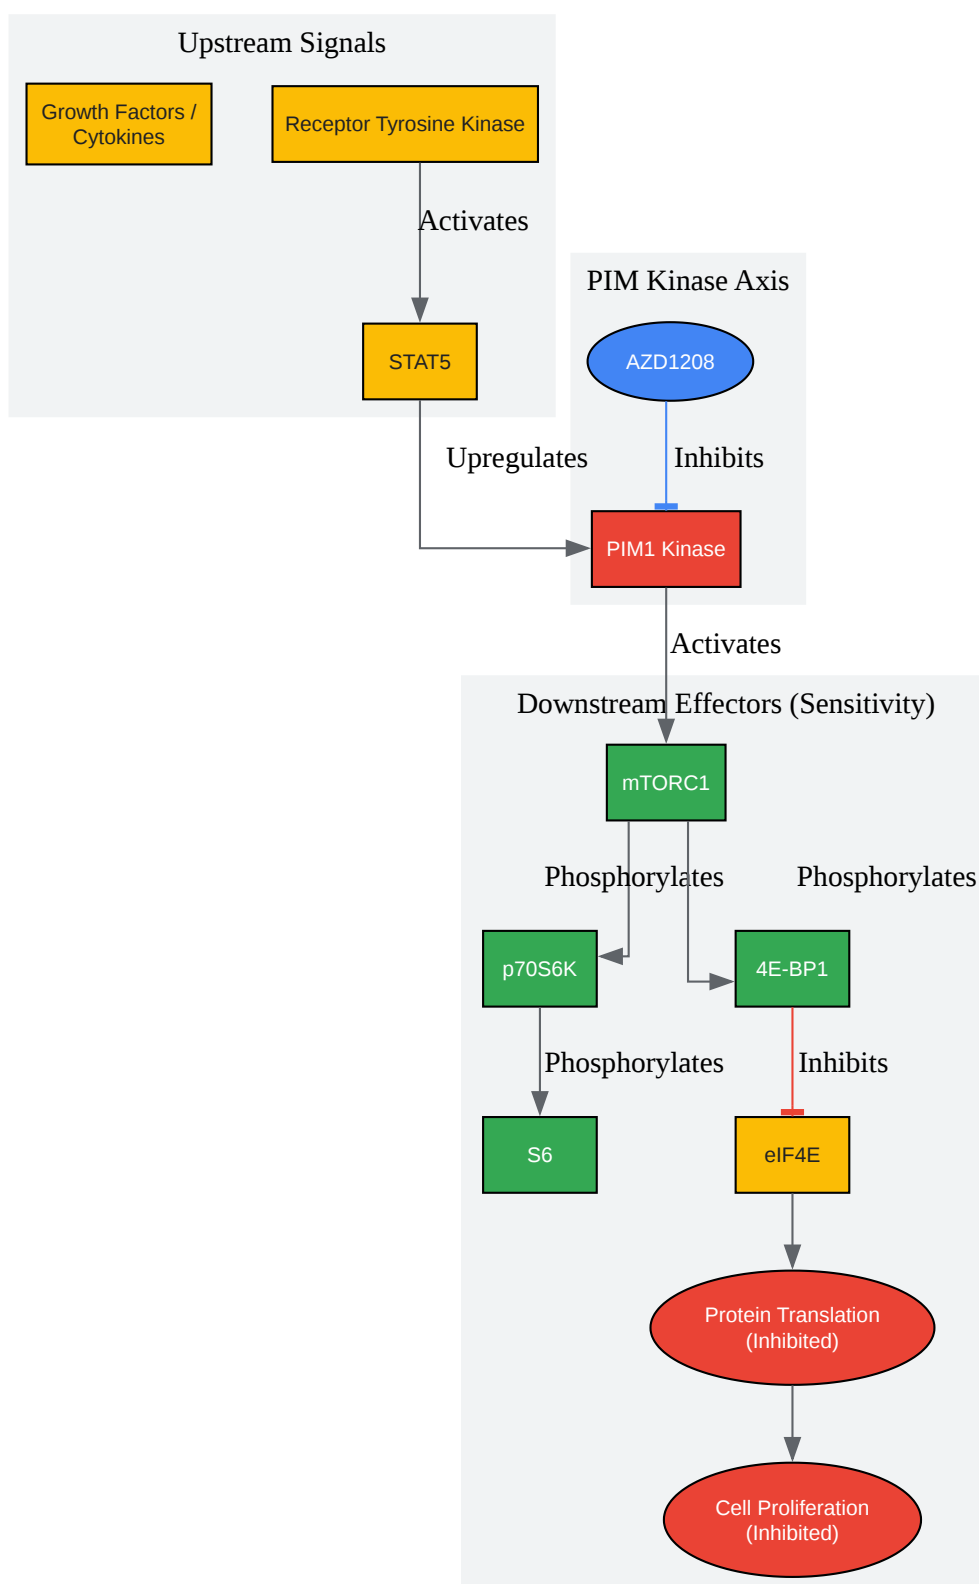 Upstream Signals
Growth Factors /
Cytokines
Receptor Tyrosine Kinase
Activates
STAT5
PIM Kinase Axis
AZD1208
Upregulates
Inhibits
PIM1 Kinase
Activates
Downstream Effectors (Sensitivity)
mTORC1
Phosphorylates
Phosphorylates
p70S6K
4E-BP1
Phosphorylates
Inhibits
S6
eIF4E
Protein Translation
(Inhibited)
Cell Proliferation
(Inhibited)